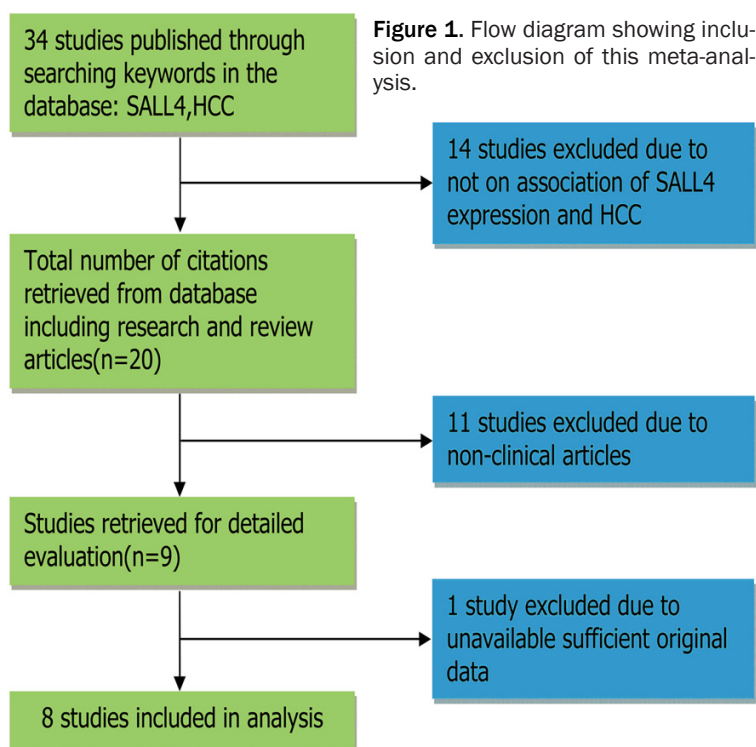 34 studies published through
searching keywords in the
database: SALL4,HCC
Figure 1. Flow diagram showing inclu-
sion and exclusion of this meta-anal-
ysis.
14 studies excluded due to
not on association of SALL4
expression and HCC
Total number of citations
retrieved from database
including research and review
articles(n=20)
11 studies excluded due to
non-clinical articles
Studies retrieved for detailed
evaluation(n=9)
1 study excluded due to
unavailable sufficient original
data
8 studies included in analysis